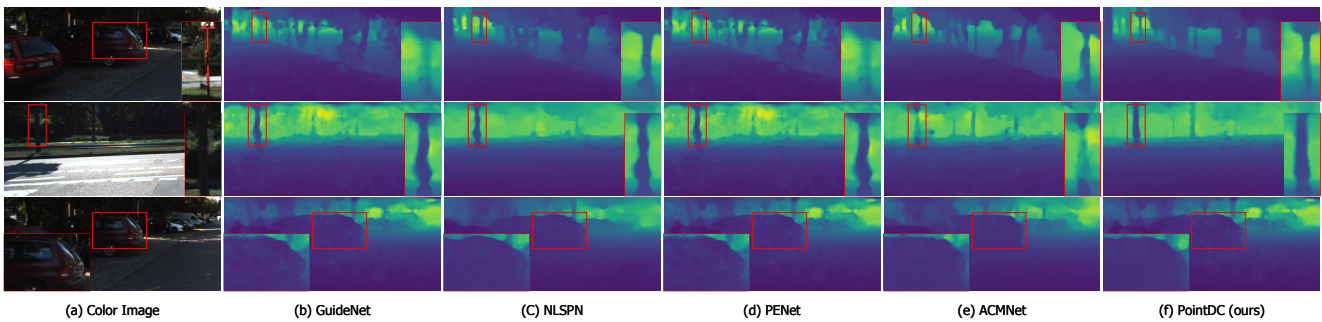 (a) Color Image
(b) GuideNet
(C) NLSPN
(d) PENet
(e) ACMNet
(f) PointDC (ours)